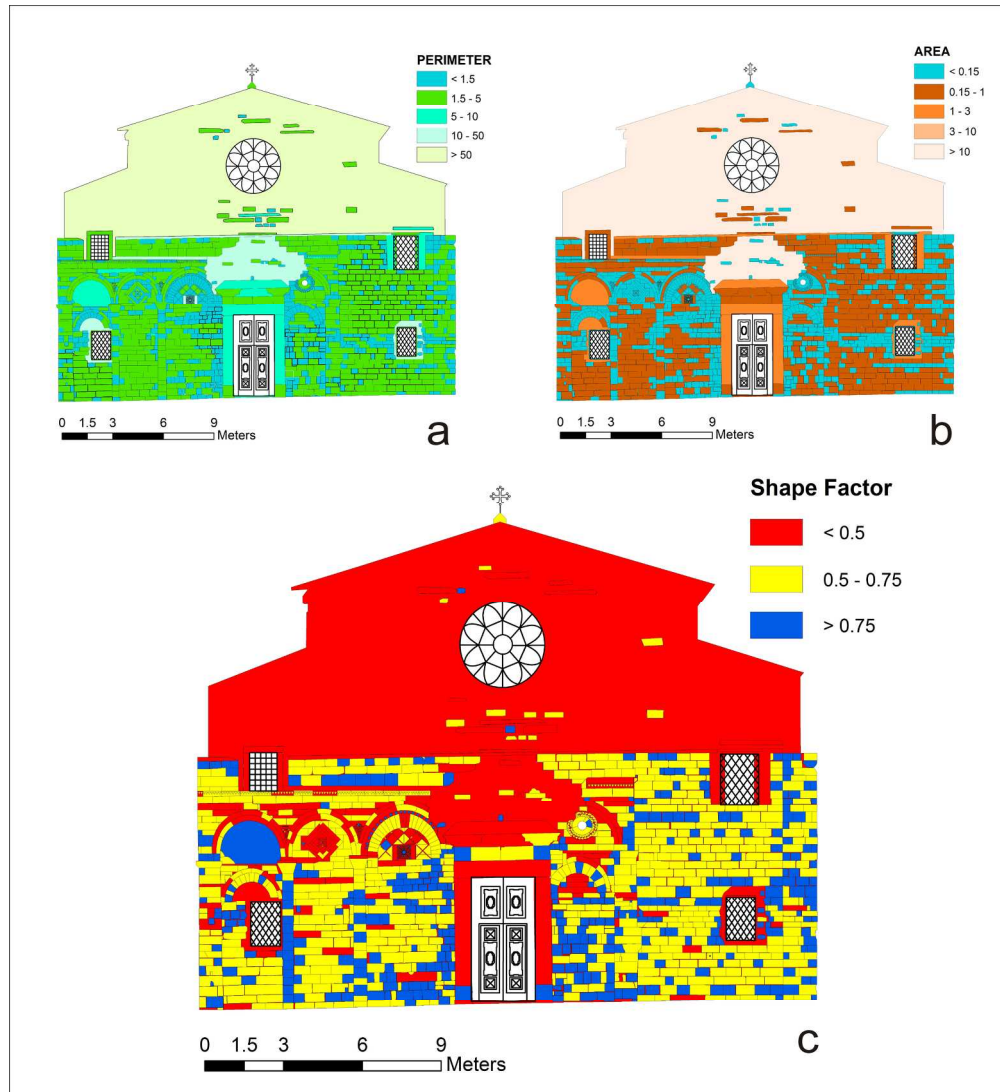 PERIMETER
< 1.5
1.5 - 5
5 - 10
10 - 50
> 50
0 1.5 3 6 9
Meters
a
AREA
< 0.15
0.15 - 1
1 - 3
3 - 10
> 10
0 1.5 3 6 9
Meters
b
Shape Factor
< 0.5
0.5 - 0.75
> 0.75
0 1.5 3 6 9
Meters
c